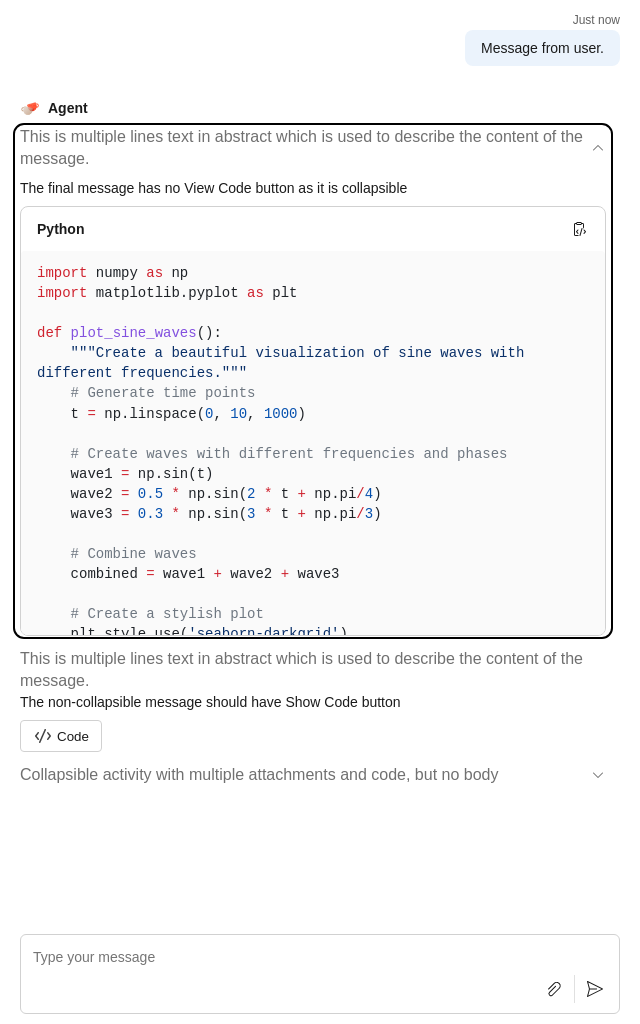 Just now
Message from user.
Agent
This is multiple lines text in abstract which is used to describe the content of the
message.
The final message has no View Code button as it is collapsible
Python
import numpy as np
import matplotlib.pyplot as plt
def plot_sine_waves():
"""Create a beautiful visualization of sine waves with
different frequencies."""
# Generate time points
t = np.linspace(0, 10, 1000)
# Create waves with different frequencies and phases
wave1 = np.sin(t)
wave2 = 0.5 * np.sin(2 * t + np.pi/4)
wave3 = 0.3 * np.sin(3 * t + np.pi/3)
# Combine waves
combined = wave1 + wave2 + wave3
# Create a stylish plot
plt.style.use('seaborn-darkgrid')
This is multiple lines text in abstract which is used to describe the content of the
message.
The non-collapsible message should have Show Code button
Code
Collapsible activity with multiple attachments and code, but no body
Type your message